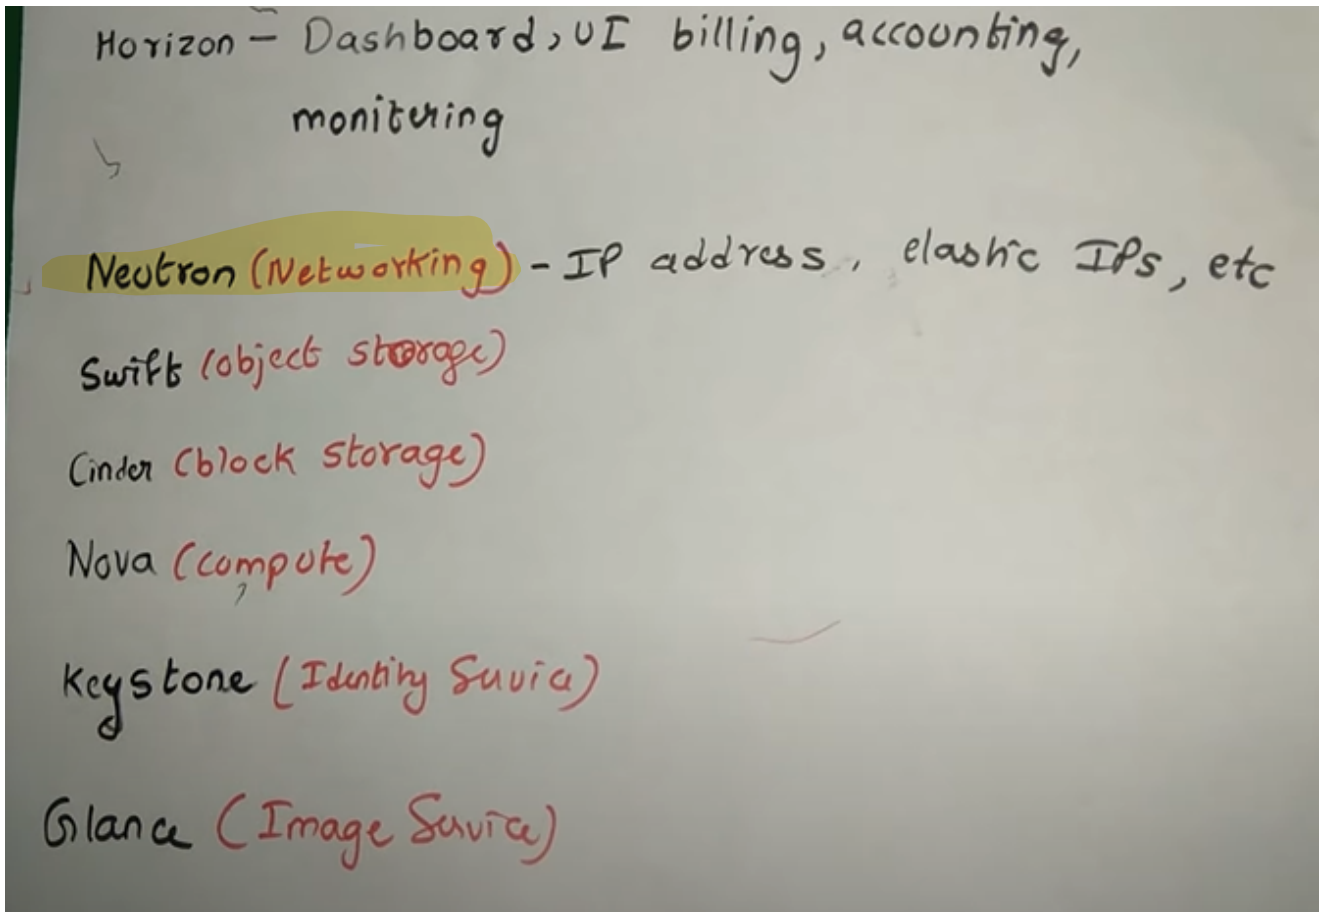 Horizon - Dashboard, UI billing, accounting,
monitering
Neutron (Networking) - IP address, elastic IPs, etc
Swift (object storage)
Cinder (block storage)
Nova (compute)
Keystone (Identity Service)
Glance (Image Service)